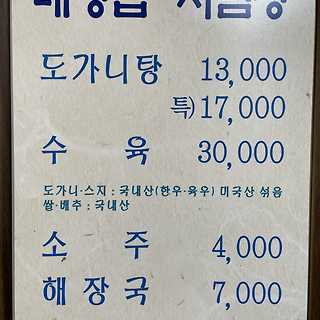 도가니탕 13,000
특)17,000
수 육 30,000
도가니·스지 : 국내산(한우·육우) 미국산 섞음
쌀·배추 : 국내산
소 주 4,000
해 장 국 7,000